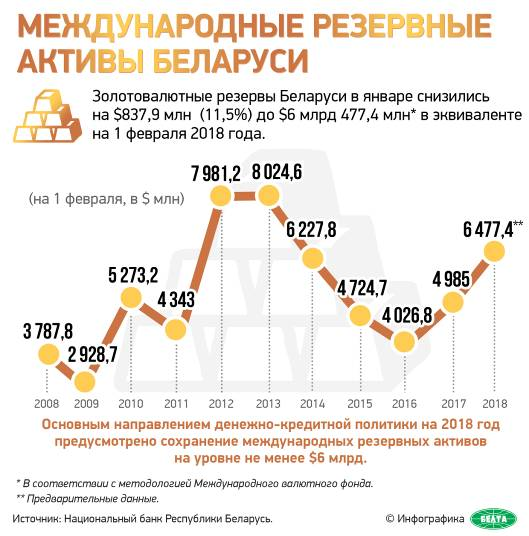 МЕЖДУНАРОДНЫЕ РЕЗЕРВНЫЕ
АКТИВЫ БЕЛАРУСИ
Золотовалютные резервы Беларуси в январе снизились
на $837,9 млн (11,5%) до $6 млрд 477,4 млн* в эквиваленте
на 1 февраля 2018 года.
(на 1 февраля, в $ млн)
3 787,8
2 928,7
5 273,2
4 343
7 981,2
8 024,6
6 227,8
4 724,7
4 026,8
4 985
6 477,4**
2008 2009 2010 2011 2012 2013 2014 2015 2016 2017 2018
Основным направлением денежно-кредитной политики на 2018 год
предусмотрено сохранение международных резервных активов
на уровне не менее $6 млрд.
* В соответствии с методологией Международного валютного фонда.
** Предварительные данные.
Источник: Национальный банк Республики Беларусь.
© Инфографика БЕЛТА